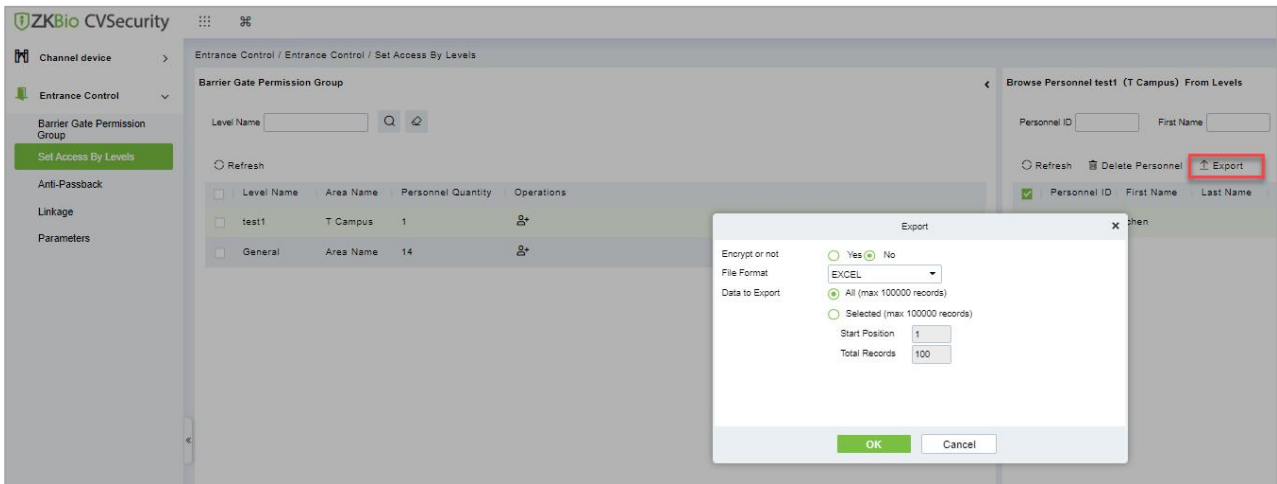 ZKBio CVSecurity
Channel device
Entrance Control
Barrier Gate Permission
Group
Set Access By Levels
Anti-Passback
Linkage
Parameters
Entrance Control / Entrance Control / Set Access By Levels
Barrier Gate Permission Group
Level Name
Refresh
Level Name Area Name Personnel Quantity Operations
test1 T Campus 1
General Area Name 14
Browse Personnel test1 (T Campus) From Levels
Personnel ID First Name
Refresh Delete Personnel Export
Personnel ID First Name Last Name
chen
Export
Encrypt or not Yes No
File Format EXCEL
Data to Export All (max 100000 records)
Selected (max 100000 records)
Start Position 1
Total Records 100
OK Cancel